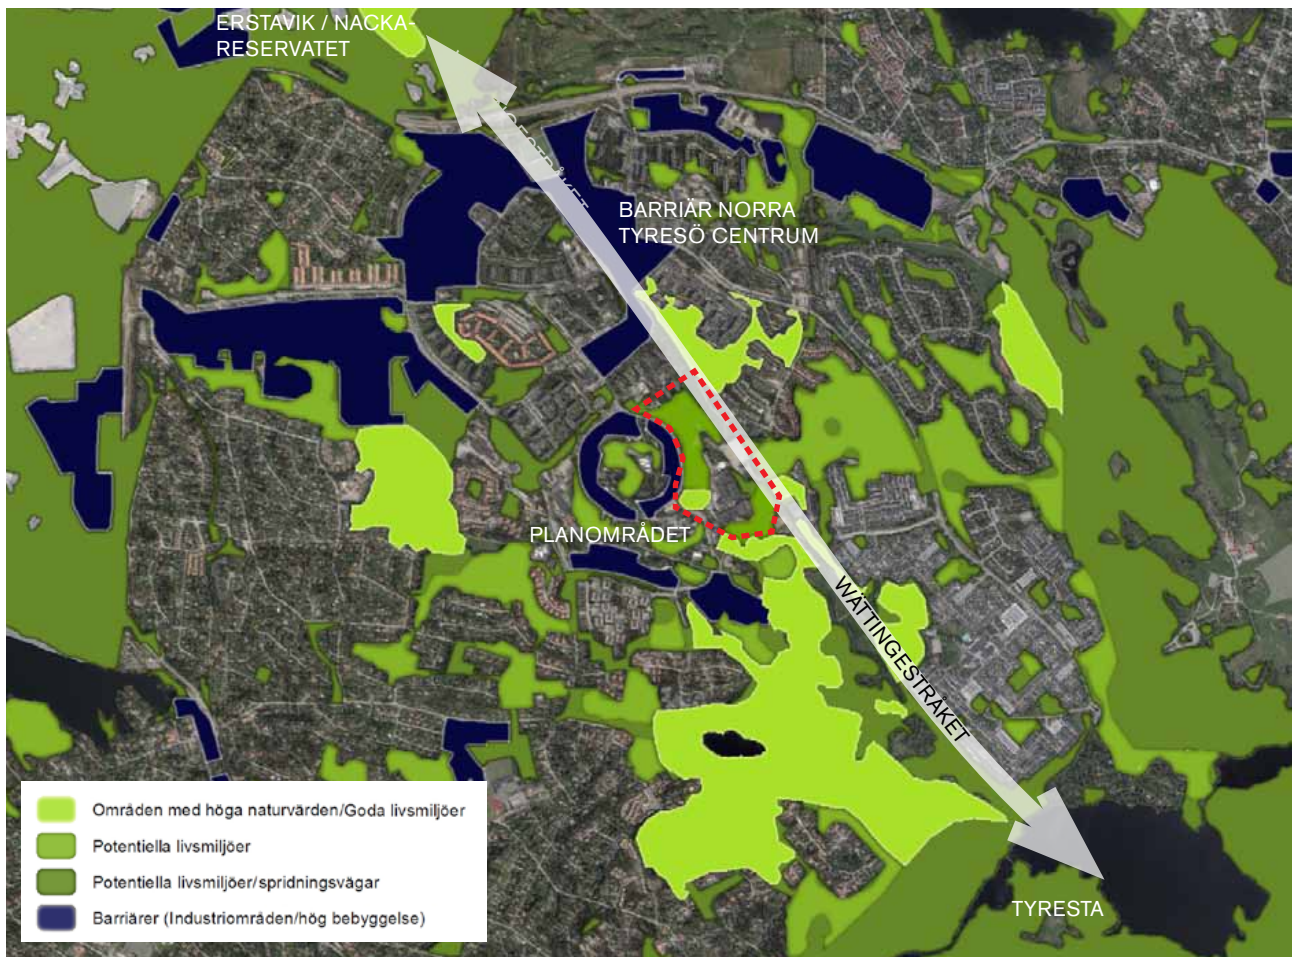 ERSTAVIK / NACKA-
RESERVATET
BARRIÄR NORRA
TYRESÖ CENTRUM
PLANOMRÅDET
WÄTTINGESTRÅKET
TYRESTA
Områden med höga naturvärden/Goda livsmiljöer
Potentiella livsmiljöer
Potentiella livsmiljöer/spridningsvägar
Barriärer (Industriområden/hög bebyggelse)